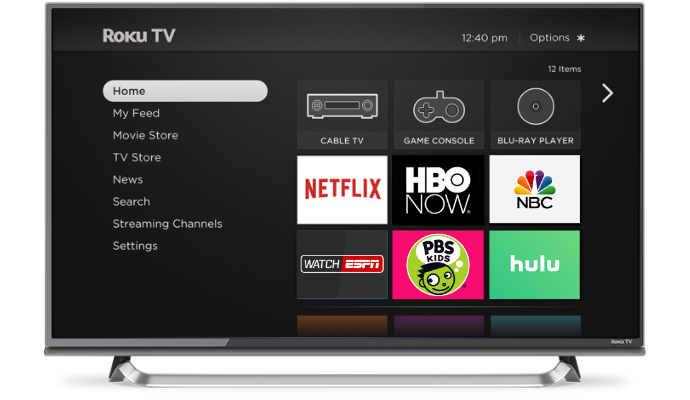 Roku TV
12:40 pm
Options *
12 Items
Home
My Feed
Movie Store
TV Store
News
Search
Streaming Channels
Settings
CABLE TV
GAME CONSOLE
BLU-RAY PLAYER
NETFLIX
HBO
NOW.
NBC
WATCH ESPN
PBS
KIDS
hulu
Roku TV